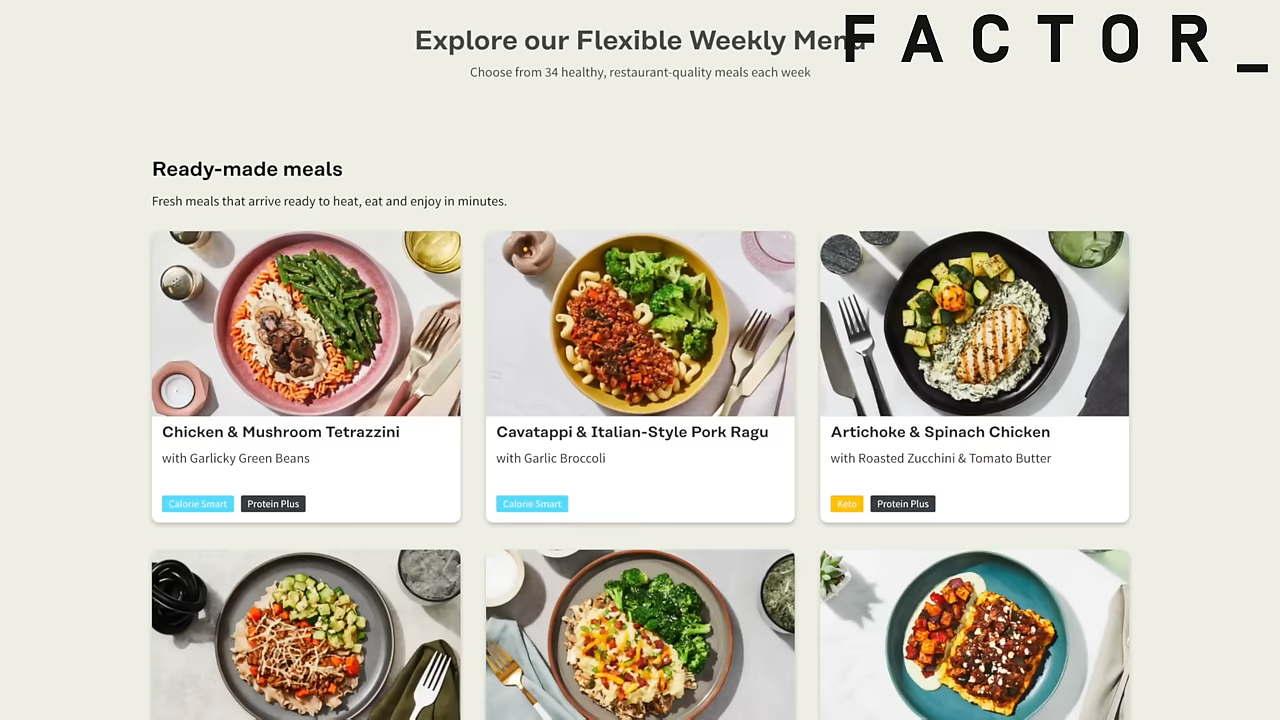 Explore our Flexible Weekly Menu
FACTOR_
Choose from 34 healthy, restaurant-quality meals each week
Ready-made meals
Fresh meals that arrive ready to heat, eat and enjoy in minutes.
Chicken & Mushroom Tetrazzini
with Garlicky Green Beans
Calorie Smart Protein Plus
Cavatappi & Italian-Style Pork Ragu
with Garlic Broccoli
Calorie Smart
Artichoke & Spinach Chicken
with Roasted Zucchini & Tomato Butter
Keto Protein Plus